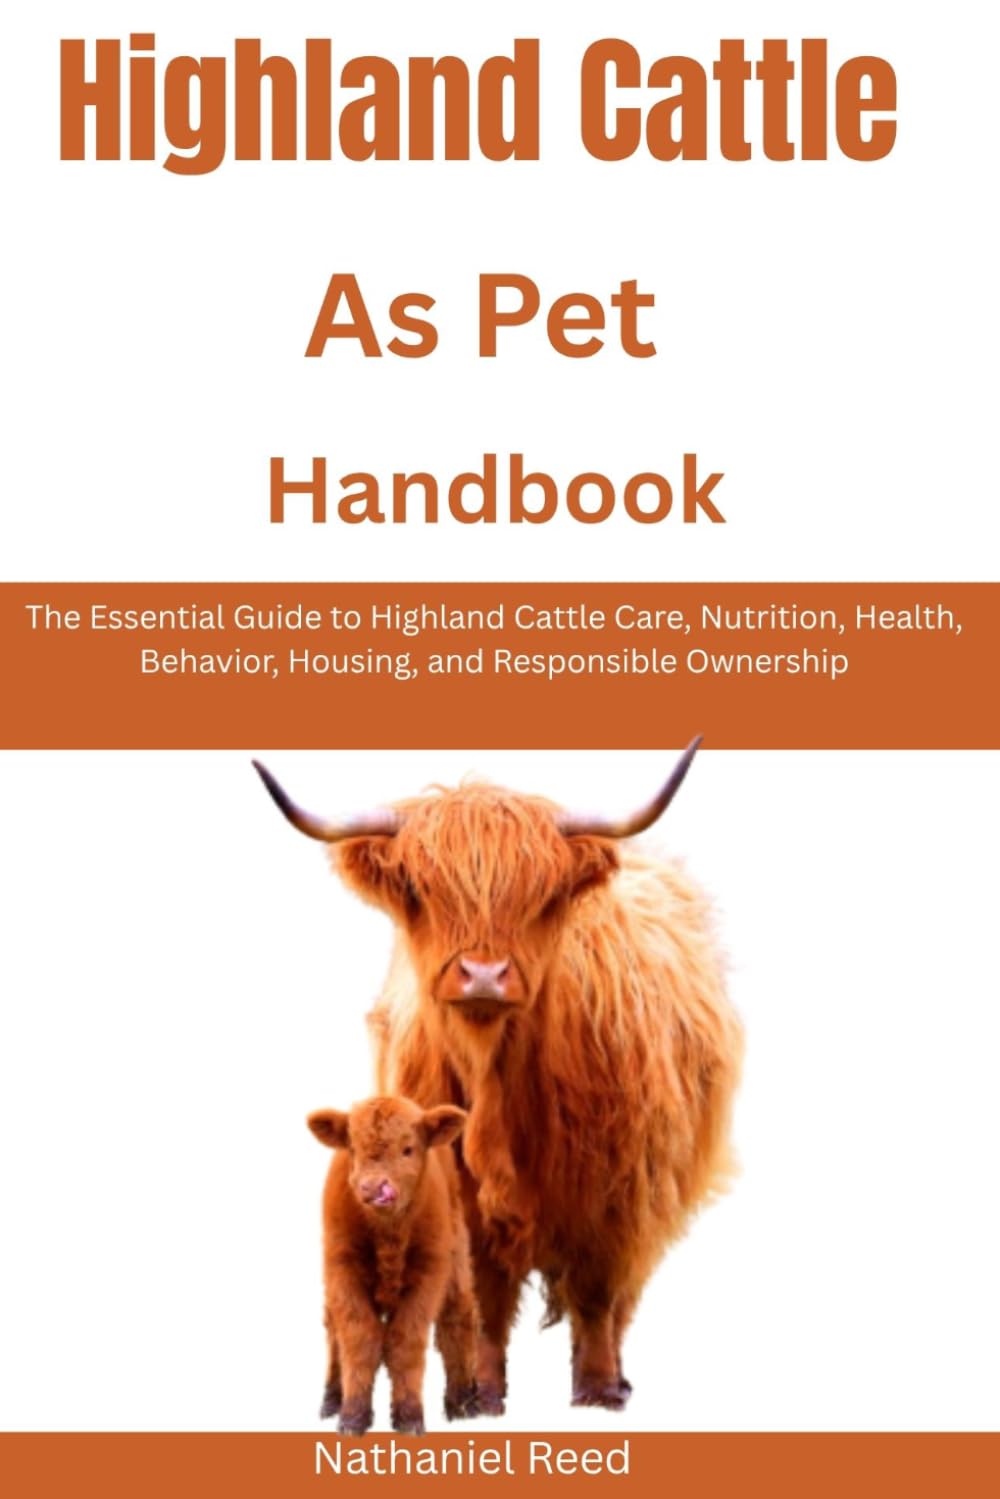 Highland Cattle
As Pet
Handbook
The Essential Guide to Highland Cattle Care, Nutrition, Health,
Behavior, Housing, and Responsible Ownership
Nathaniel Reed